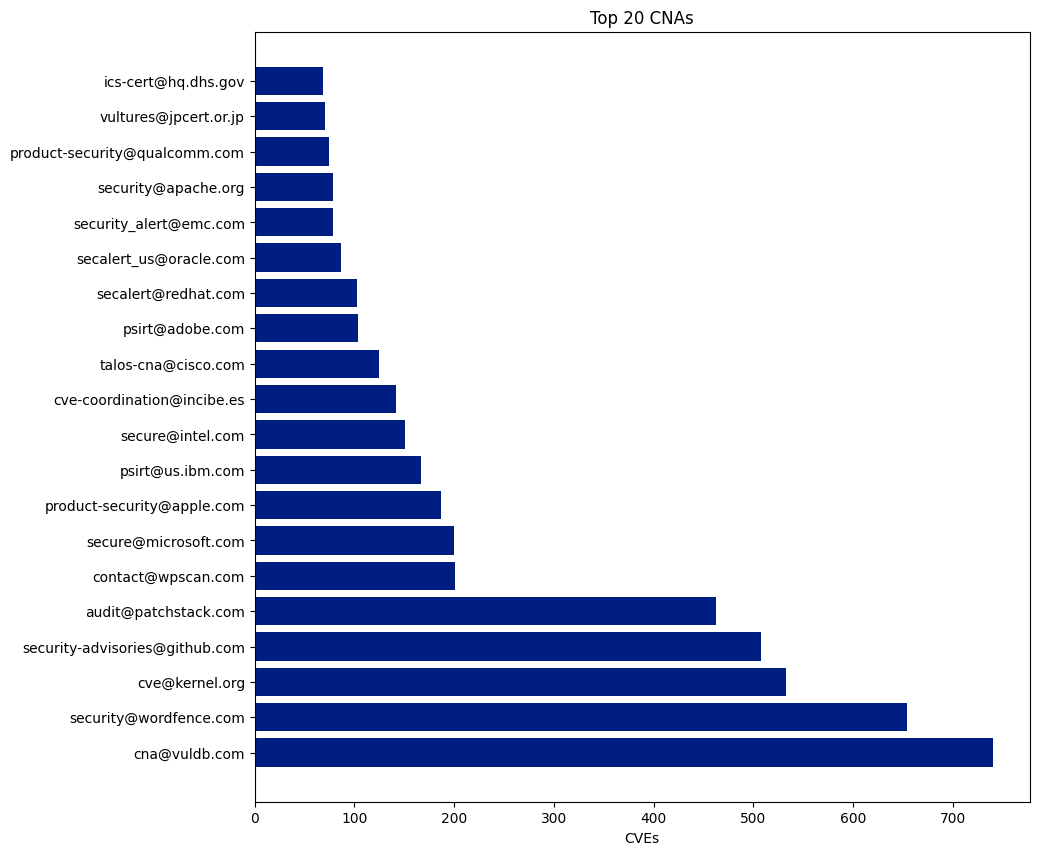 Top 20 CNAs
ics-cert@hq.dhs.gov
vultures@jpcert.or.jp
product-security@qualcomm.com
security@apache.org
security_alert@emc.com
secalert_us@oracle.com
secalert@redhat.com
psirt@adobe.com
talos-cna@cisco.com
cve-coordination@incibe.es
secure@intel.com
psirt@us.ibm.com
product-security@apple.com
secure@microsoft.com
contact@wpscan.com
audit@patchstack.com
security-advisories@github.com
cve@kernel.org
security@wordfence.com
cna@vuldb.com
0 100 200 300 400 500 600 700
CVEs